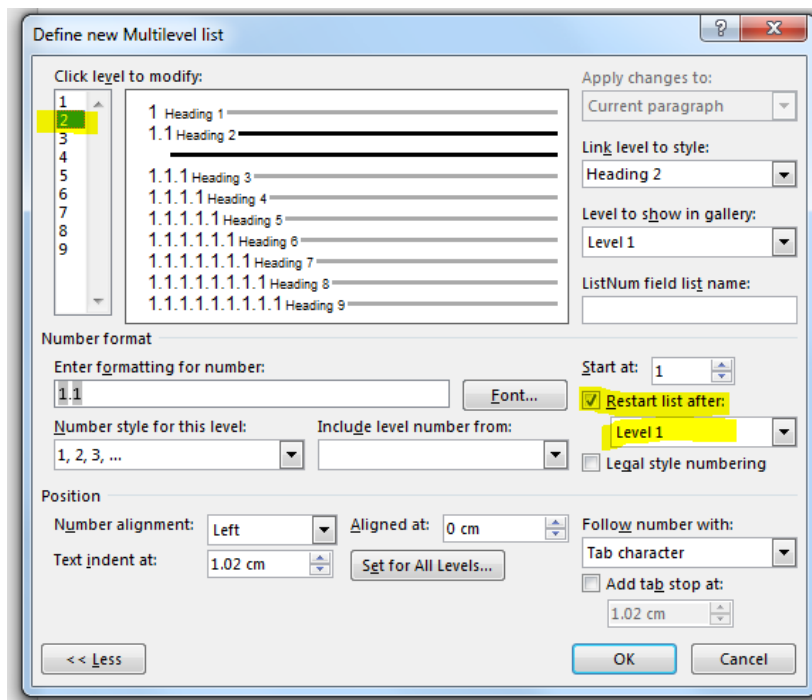 Define new Multilevel list
Click level to modify:
1
2
3
4
5
6
7
8
9
1 Heading 1
1.1 Heading 2
1.1.1 Heading 3
1.1.1.1 Heading 4
1.1.1.1.1 Heading 5
1.1.1.1.1.1 Heading 6
1.1.1.1.1.1.1 Heading 7
1.1.1.1.1.1.1.1 Heading 8
1.1.1.1.1.1.1.1.1 Heading 9
Apply changes to:
Current paragraph
Link level to style:
Heading 2
Level to show in gallery:
Level 1
ListNum field list name:
Number format
Enter formatting for number:
1.1
Font...
Number style for this level:
1, 2, 3, ...
Include level number from:
Start at: 1
Restart list after:
Level 1
Legal style numbering
Position
Number alignment: Left
Aligned at: 0 cm
Text indent at: 1.02 cm
Set for All Levels...
Follow number with:
Tab character
Add tab stop at:
1.02 cm
<< Less
OK
Cancel